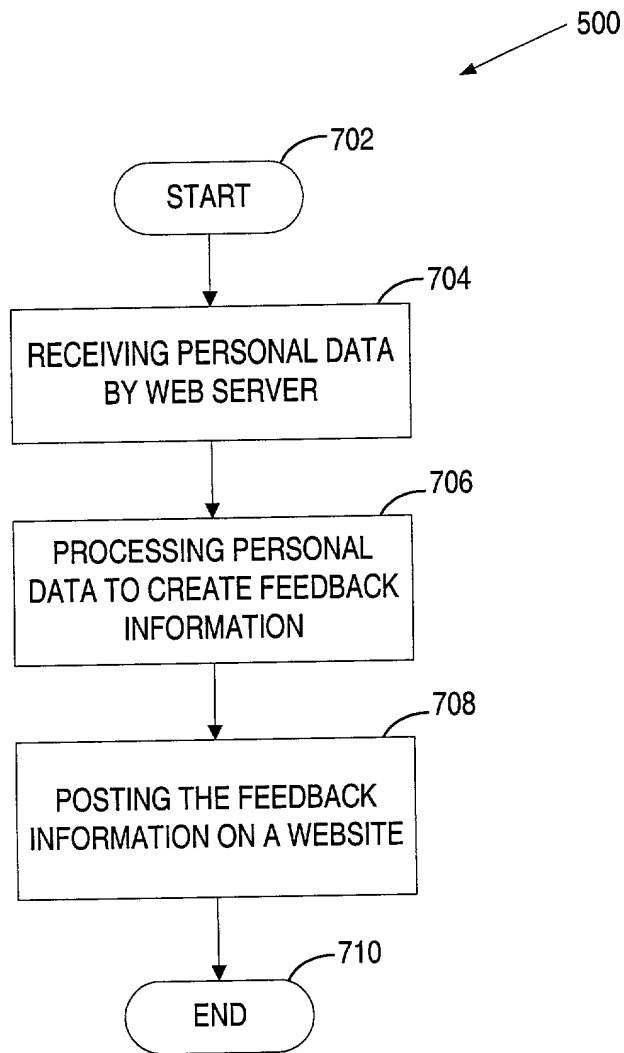 500
702
START
704
RECEIVING PERSONAL DATA
BY WEB SERVER
706
PROCESSING PERSONAL
DATA TO CREATE FEEDBACK
INFORMATION
708
POSTING THE FEEDBACK
INFORMATION ON A WEBSITE
710
END